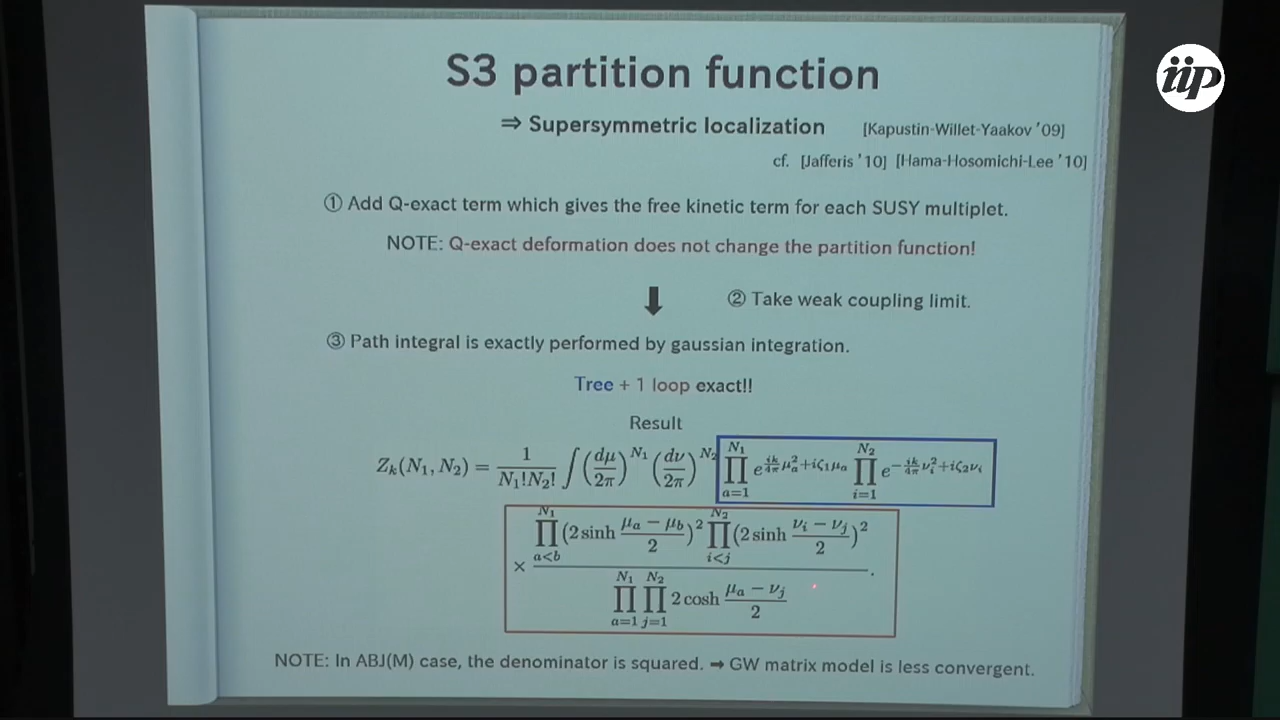 iip
S3 partition function
⇒ Supersymmetric localization [Kapustin-Willet-Yaakov '09]
cf. [Jafferis '10] [Hama-Hosomichi-Lee '10]
① Add Q-exact term which gives the free kinetic term for each SUSY multiplet.
NOTE: Q-exact deformation does not change the partition function!
② Take weak coupling limit.
③ Path integral is exactly performed by gaussian integration.
Tree + 1 loop exact!!
Result
$Z_k(N_1, N_2) = \frac{1}{N_1!N_2!} \int \left(\frac{d\mu}{2\pi}\right)^{N_1} \left(\frac{d\nu}{2\pi}\right)^{N_2} \prod_{a=1}^{N_1} e^{\frac{ik}{4\pi}\mu_a^2 + i\zeta_1\mu_a} \prod_{i=1}^{N_2} e^{-\frac{ik}{4\pi}\nu_i^2 + i\zeta_2\nu_i}$
$\times \frac{\prod_{a<b}^{N_1} (2\sinh\frac{\mu_a - \mu_b}{2})^2 \prod_{i<j}^{N_2} (2\sinh\frac{\nu_i - \nu_j}{2})^2}{\prod_{a=1}^{N_1} \prod_{j=1}^{N_2} 2\cosh\frac{\mu_a - \nu_j}{2}}.$
NOTE: In ABJ(M) case, the denominator is squared. ➡ GW matrix model is less convergent.